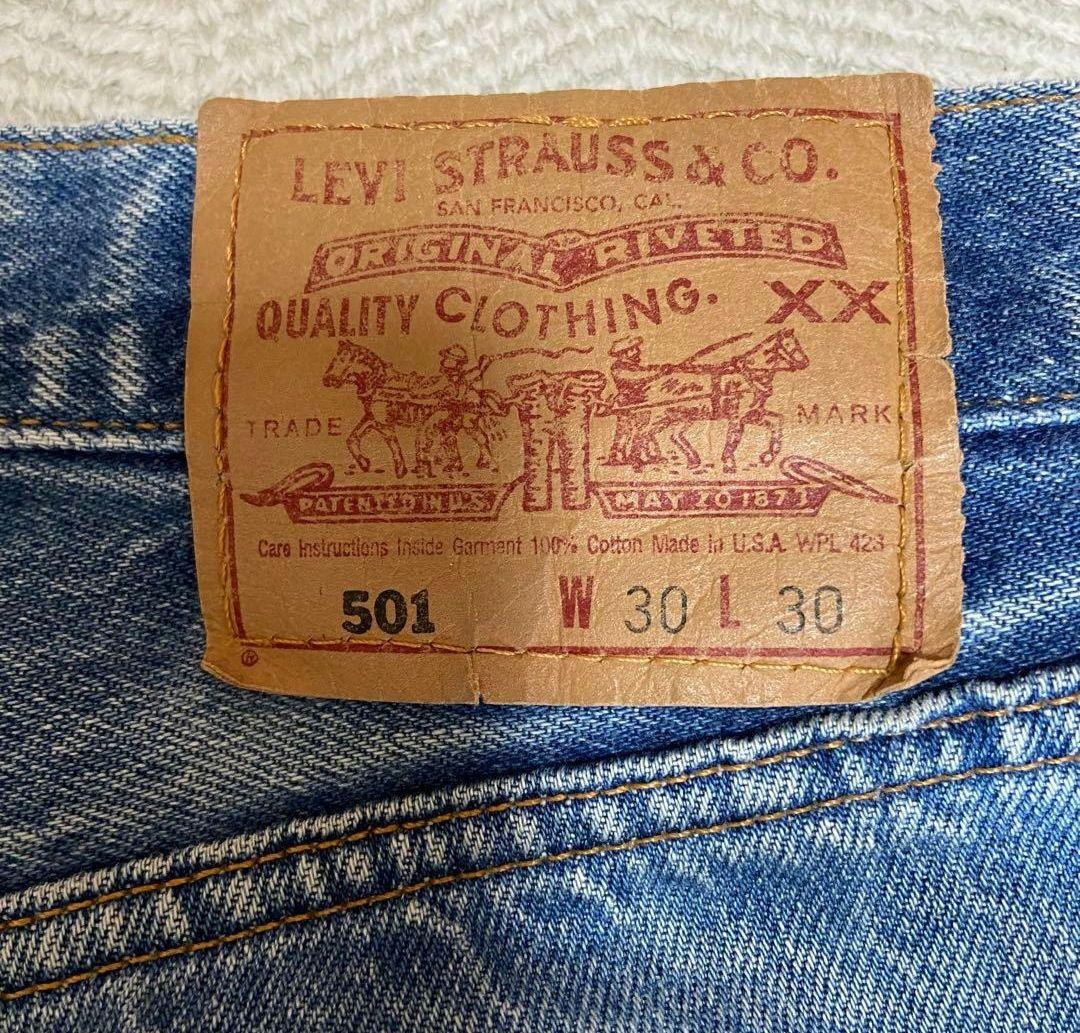 LEVI STRAUSS & CO.
SAN FRANCISCO, CAL.
ORIGINAL RIVETED
QUALITY CLOTHING. XX
TRADE MARK
PATENTED IN U.S. MAY 20 1873
Care Instructions Inside Garment 100% Cotton Made in U.S.A. WPL 423
501 W 30 L 30
®